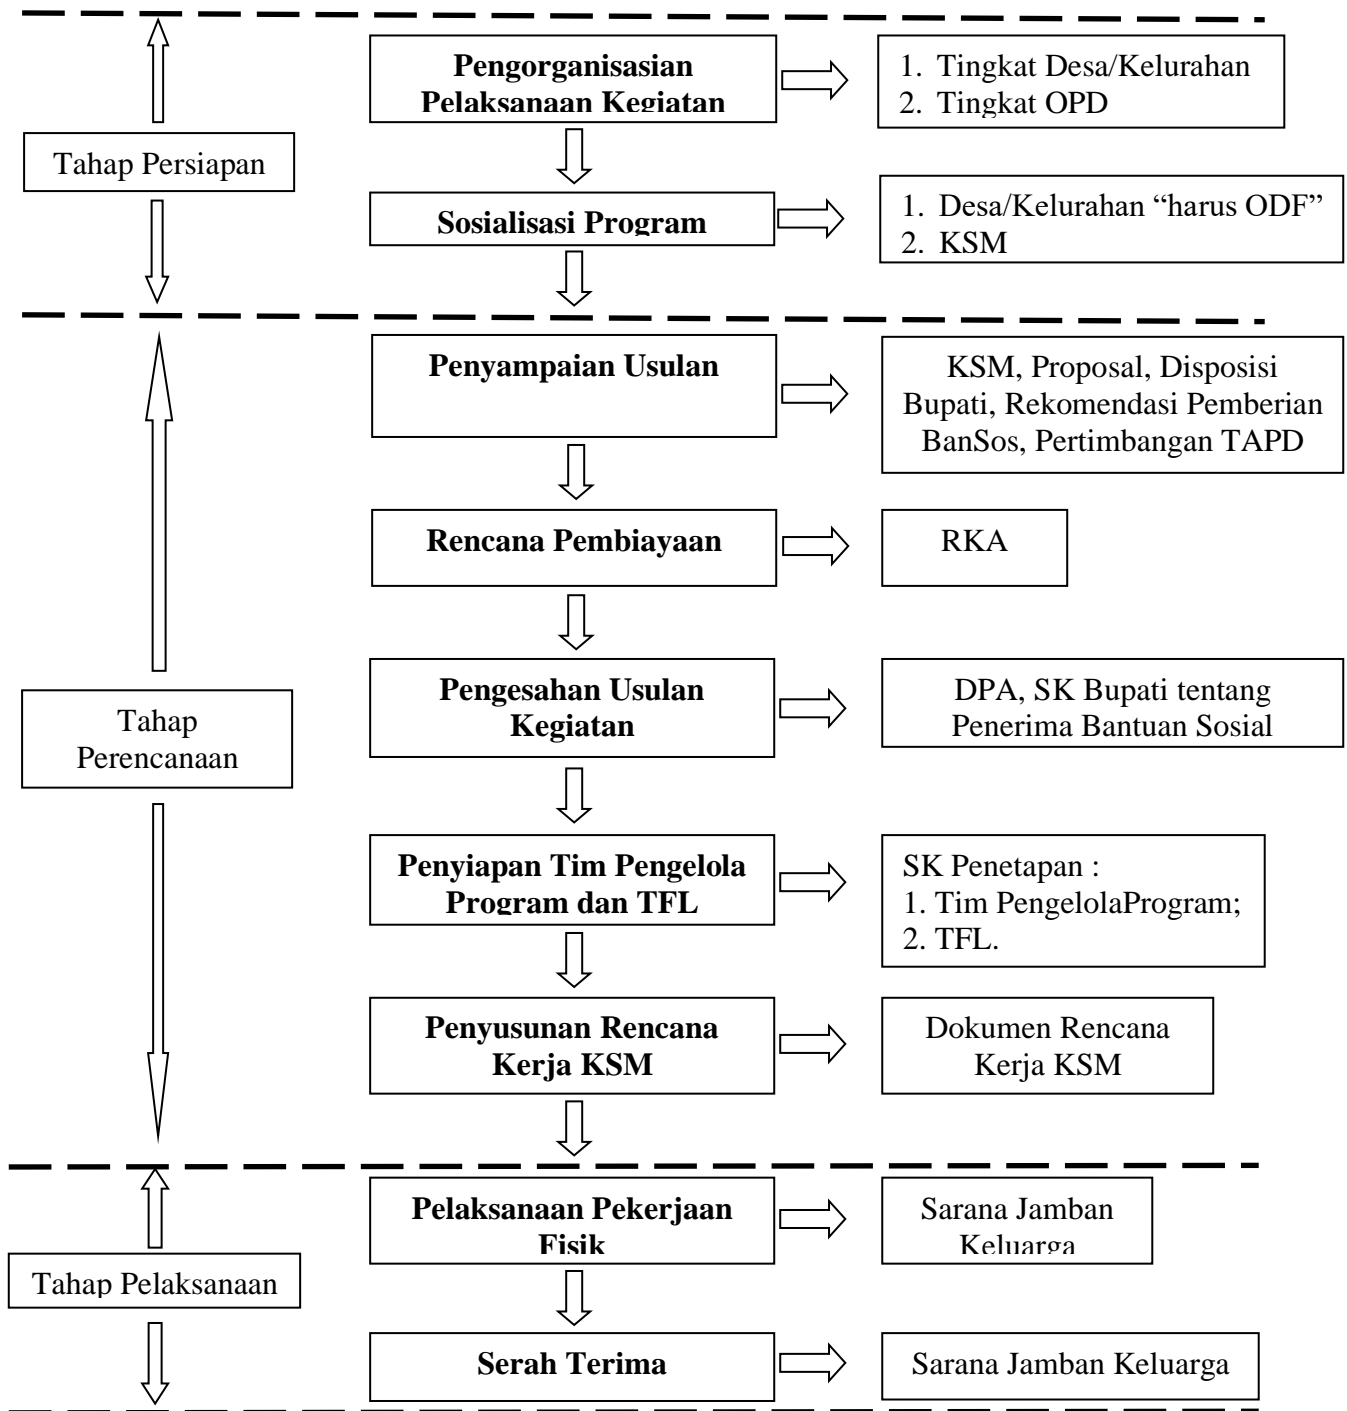 Pengorganisasian
Pelaksanaan Kegiatan
1. Tingkat Desa/Kelurahan
2. Tingkat OPD
Tahap Persiapan
Sosialisasi Program
1. Desa/Kelurahan “harus ODF”
2. KSM
Penyampaian Usulan
KSM, Proposal, Disposisi
Bupati, Rekomendasi Pemberian
BanSos, Pertimbangan TAPD
Rencana Pembiayaan
RKA
Pengesahan Usulan
Kegiatan
DPA, SK Bupati tentang
Penerima Bantuan Sosial
Tahap
Perencanaan
Penyiapan Tim Pengelola
Program dan TFL
SK Penetapan :
1. Tim PengelolaProgram;
2. TFL.
Penyusunan Rencana
Kerja KSM
Dokumen Rencana
Kerja KSM
Pelaksanaan Pekerjaan
Fisik
Sarana Jamban
Keluarga
Tahap Pelaksanaan
Serah Terima
Sarana Jamban Keluarga